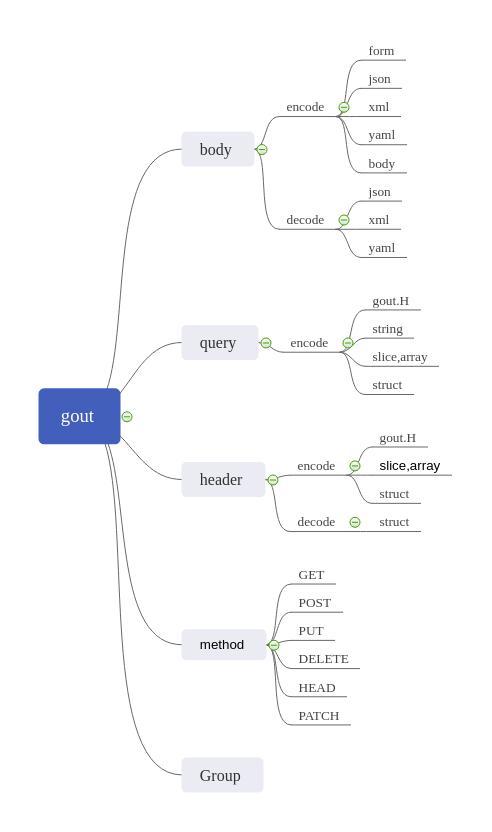 gout
body
encode
form
json
xml
yaml
body
decode
json
xml
yaml
query
encode
gout.H
string
slice,array
struct
header
encode
gout.H
slice,array
struct
decode
struct
method
GET
POST
PUT
DELETE
HEAD
PATCH
Group